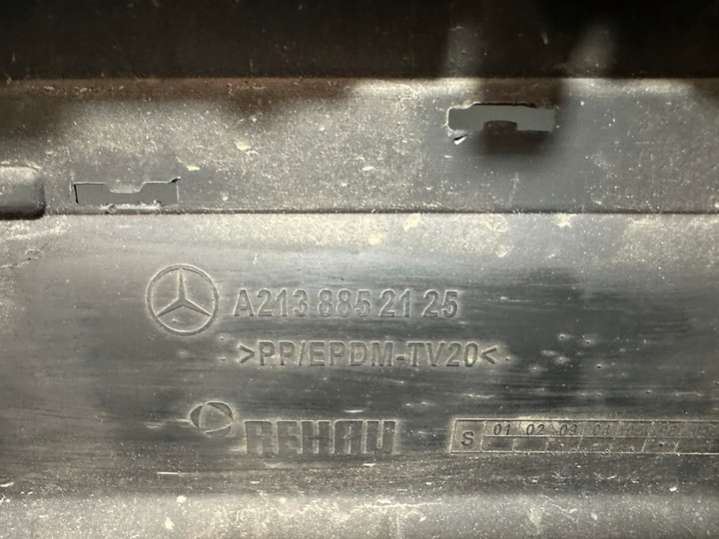 A213 885 21 25
>PP/EPDM-TV20<
REHAU
S 01 02 03